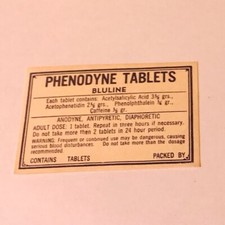 PHENODYNE TABLETS
BLULINE
Each tablet contains: Acetylsalicylic Acid 3½ grs.
Acetophenetidin 2½ grs., Phenolphthalein ¼ gr.,
Caffeine ½ gr.
ANODYNE, ANTIPYRETIC, DIAPHORETIC
ADULT DOSE: 1 tablet. Repeat in three hours if necessary.
Do not take more then 2 tablets in 24 hour period.
WARNING. Frequent or continued use may be dangerous, causing
serious blood disturbances. Do not take more than the dosage
recommended.
CONTAINS TABLETS PACKED BY